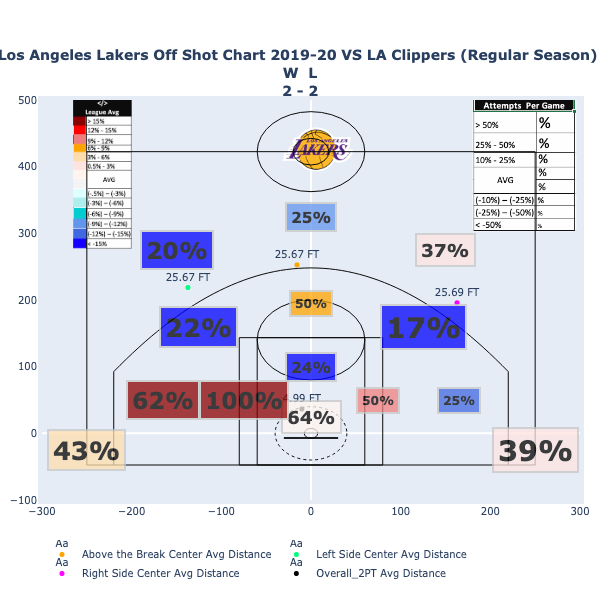 Los Angeles Lakers Off Shot Chart 2019-20 VS LA Clippers (Regular Season)
W L
2 - 2
500
400
300
200
100
0
−100
−300
−200
−100
0
100
200
300
</>
League Avg
> 15%
12% - 15%
9% - 12%
6% - 9%
3% - 6%
0.5% - 3%
AVG
(-.5%) – (-3%)
(-3%) – (-6%)
(-6%) – (-9%)
(-9%) – (-12%)
(-12%) – (-15%)
< -15%
LOS ANGELES
LAKERS
Attempts Per Game
> 50% %
25% - 50% %
10% - 25% %
AVG %
%
(-10%) – (-25%) %
(-25%) – (-50%) %
< -50% %
25%
20%
25.67 FT
37%
25.67 FT
25.69 FT
50%
22%
17%
24%
62%
100%
4.99 FT
64%
50%
25%
43%
39%
Aa
Above the Break Center Avg Distance
Aa
Left Side Center Avg Distance
Aa
Right Side Center Avg Distance
Aa
Overall_2PT Avg Distance